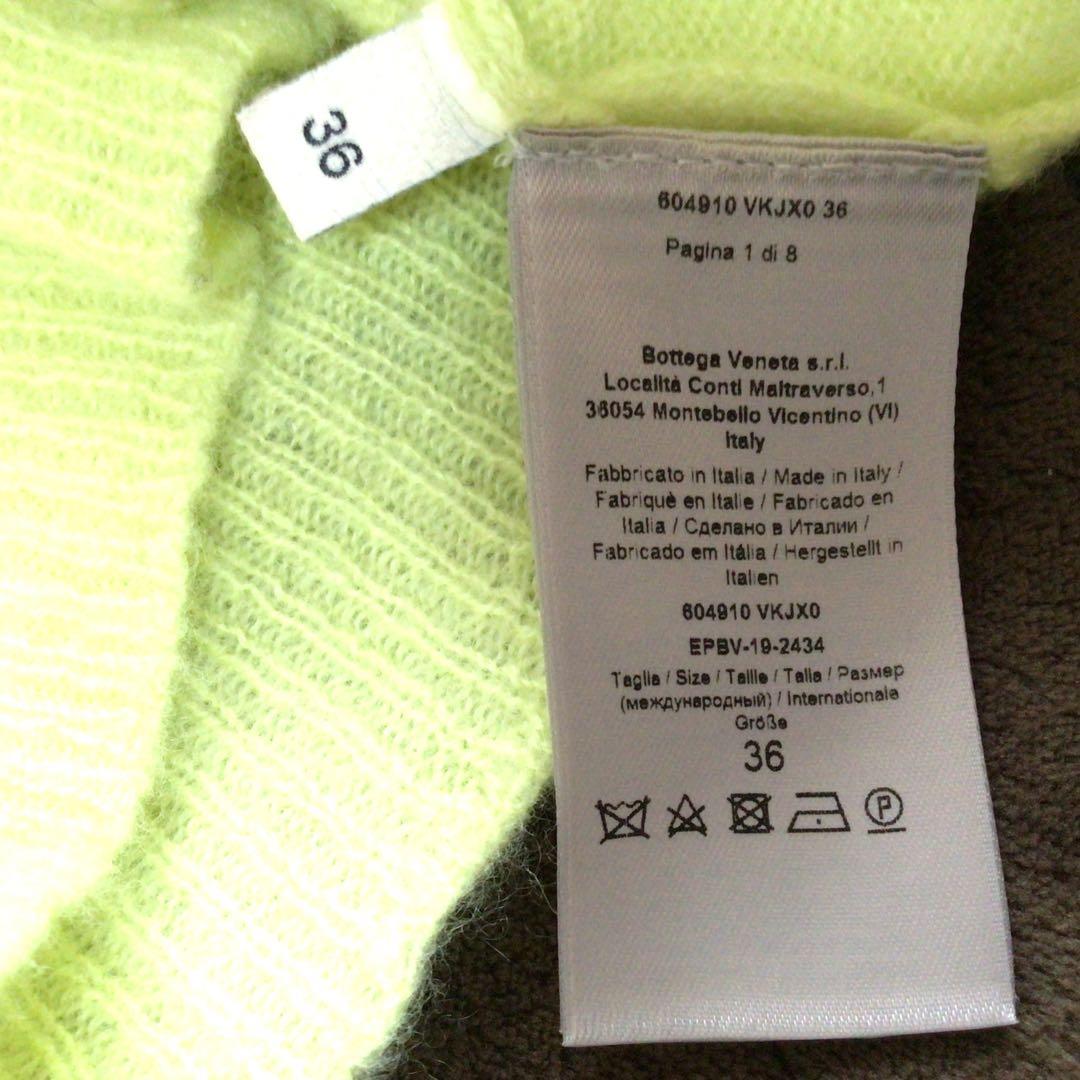 36
604910 VKJX0 36
Pagina 1 di 8
Bottega Veneta s.r.l.
Località Conti Maltraverso,1
36054 Montebello Vicentino (VI)
Italy
Fabbricato in Italia / Made in Italy /
Fabriquè en Italie / Fabricado en
Italia / Сделано в Италии /
Fabricado em Itália / Hergestellt in
Italien
604910 VKJX0
EPBV-19-2434
Taglia / Size / Taille / Talla / Размер
(международный) / Internationale
Größe
36
P